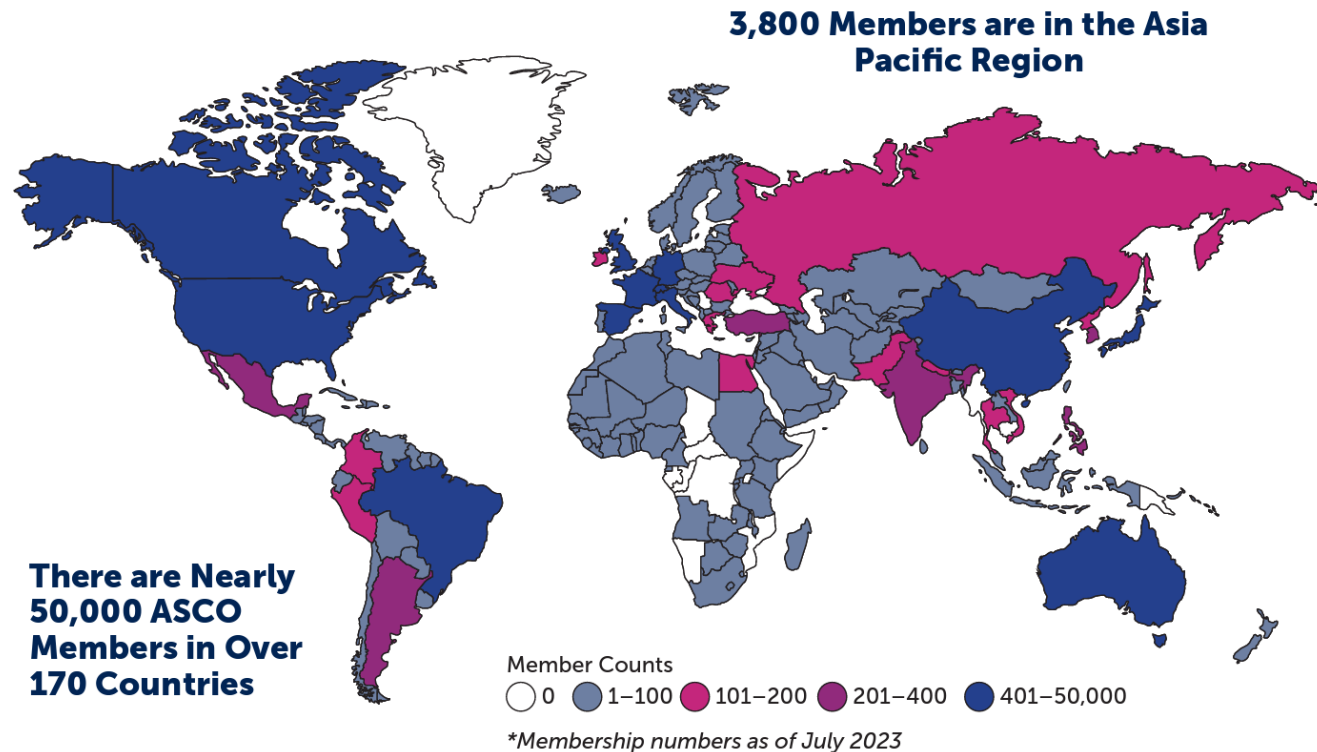 3,800 Members are in the Asia
Pacific Region
There are Nearly
50,000 ASCO
Members in Over
170 Countries
Member Counts
0 1–100 101–200 201–400 401–50,000
*Membership numbers as of July 2023